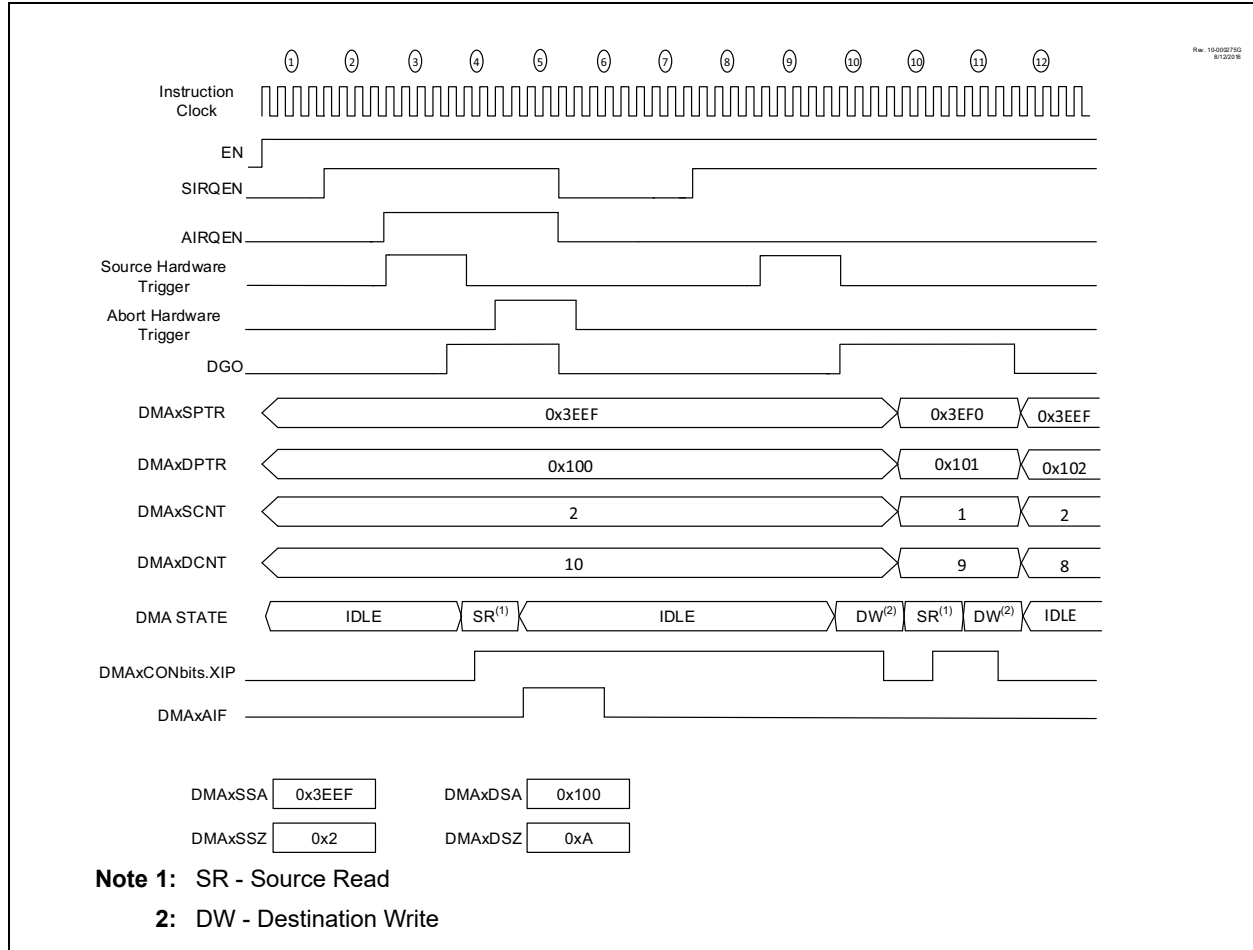 Rev. 10-000275G
8/12/2016
1 2 3 4 5 6 7 8 9 10 10 11 12
Instruction
Clock
EN
SIRQEN
AIRQEN
Source Hardware
Trigger
Abort Hardware
Trigger
DGO
DMAxSPTR 0x3EEF 0x3EF0 0x3EEF
DMAxDPTR 0x100 0x101 0x102
DMAxSCNT 2 1 2
DMAxDCNT 10 9 8
DMA STATE IDLE SR(1) IDLE DW(2) SR(1) DW(2) IDLE
DMAxCONbits.XIP
DMAxAIF
DMAxSSA 0x3EEF DMAxDSA 0x100
DMAxSSZ 0x2 DMAxDSZ 0xA
Note 1: SR - Source Read
2: DW - Destination Write